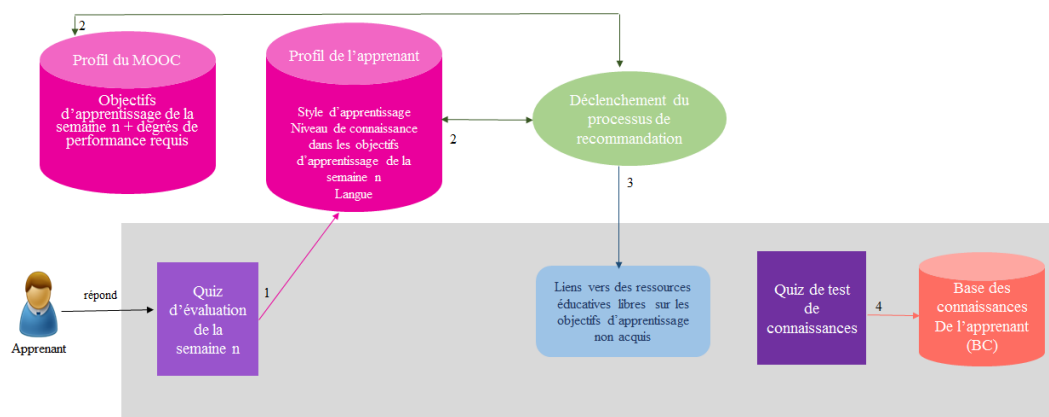 2
Profil du MOOC
Objectifs
d'apprentissage de la
semaine n + dégrés de
performance requis
Profil de l'apprenant
Style d'apprentissage
Niveau de connaissance
dans les objectifs
d'apprentissage de la
semaine n
Langue
2
Déclenchement du
processus de
recommandation
3
Apprenant
répond
Quiz
d'évaluation
de la
semaine n
1
Liens vers des ressources
éducatives libres sur les
objectifs d'apprentissage
non acquis
Quiz de test
de
connaissances
4
Base des
connaissances
De l'apprenant
(BC)